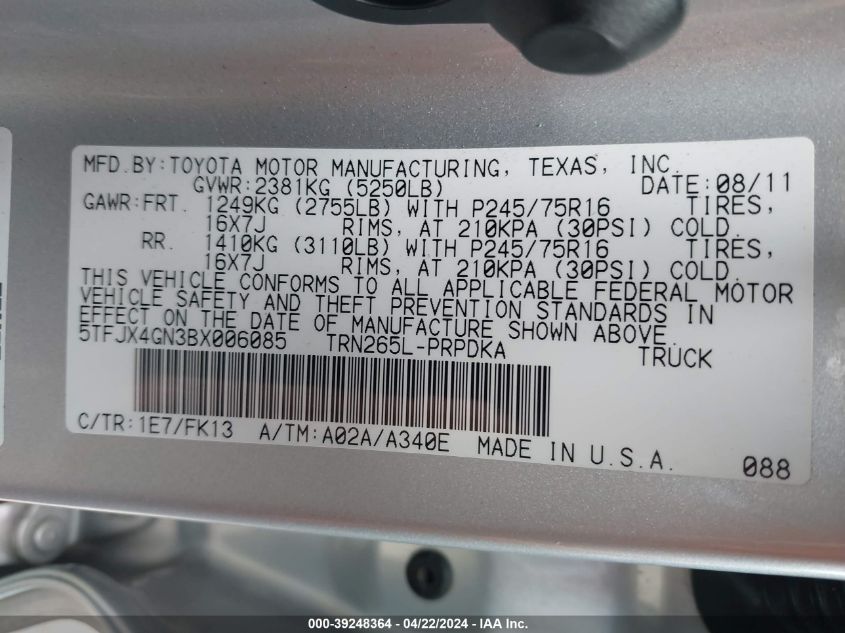 MFD.BY:TOYOTA MOTOR MANUFACTURING, TEXAS, INC.
GVWR:2381KG (5250LB) DATE:08/11
GAWR:FRT. 1249KG (2755LB) WITH P245/75R16 TIRES,
16X7J RIMS, AT 210KPA (30PSI) COLD.
RR. 1410KG (3110LB) WITH P245/75R16 TIRES,
16X7J RIMS, AT 210KPA (30PSI) COLD.
THIS VEHICLE CONFORMS TO ALL APPLICABLE FEDERAL MOTOR
VEHICLE SAFETY AND THEFT PREVENTION STANDARDS IN
EFFECT ON THE DATE OF MANUFACTURE SHOWN ABOVE.
5TFJX4GN3BX006085 TRN265L-PRPDKA TRUCK
C/TR:1E7/FK13 A/TM:A02A/A340E MADE IN U.S.A. 088
000-39248364 / 04/22/2024 - IAA Inc.